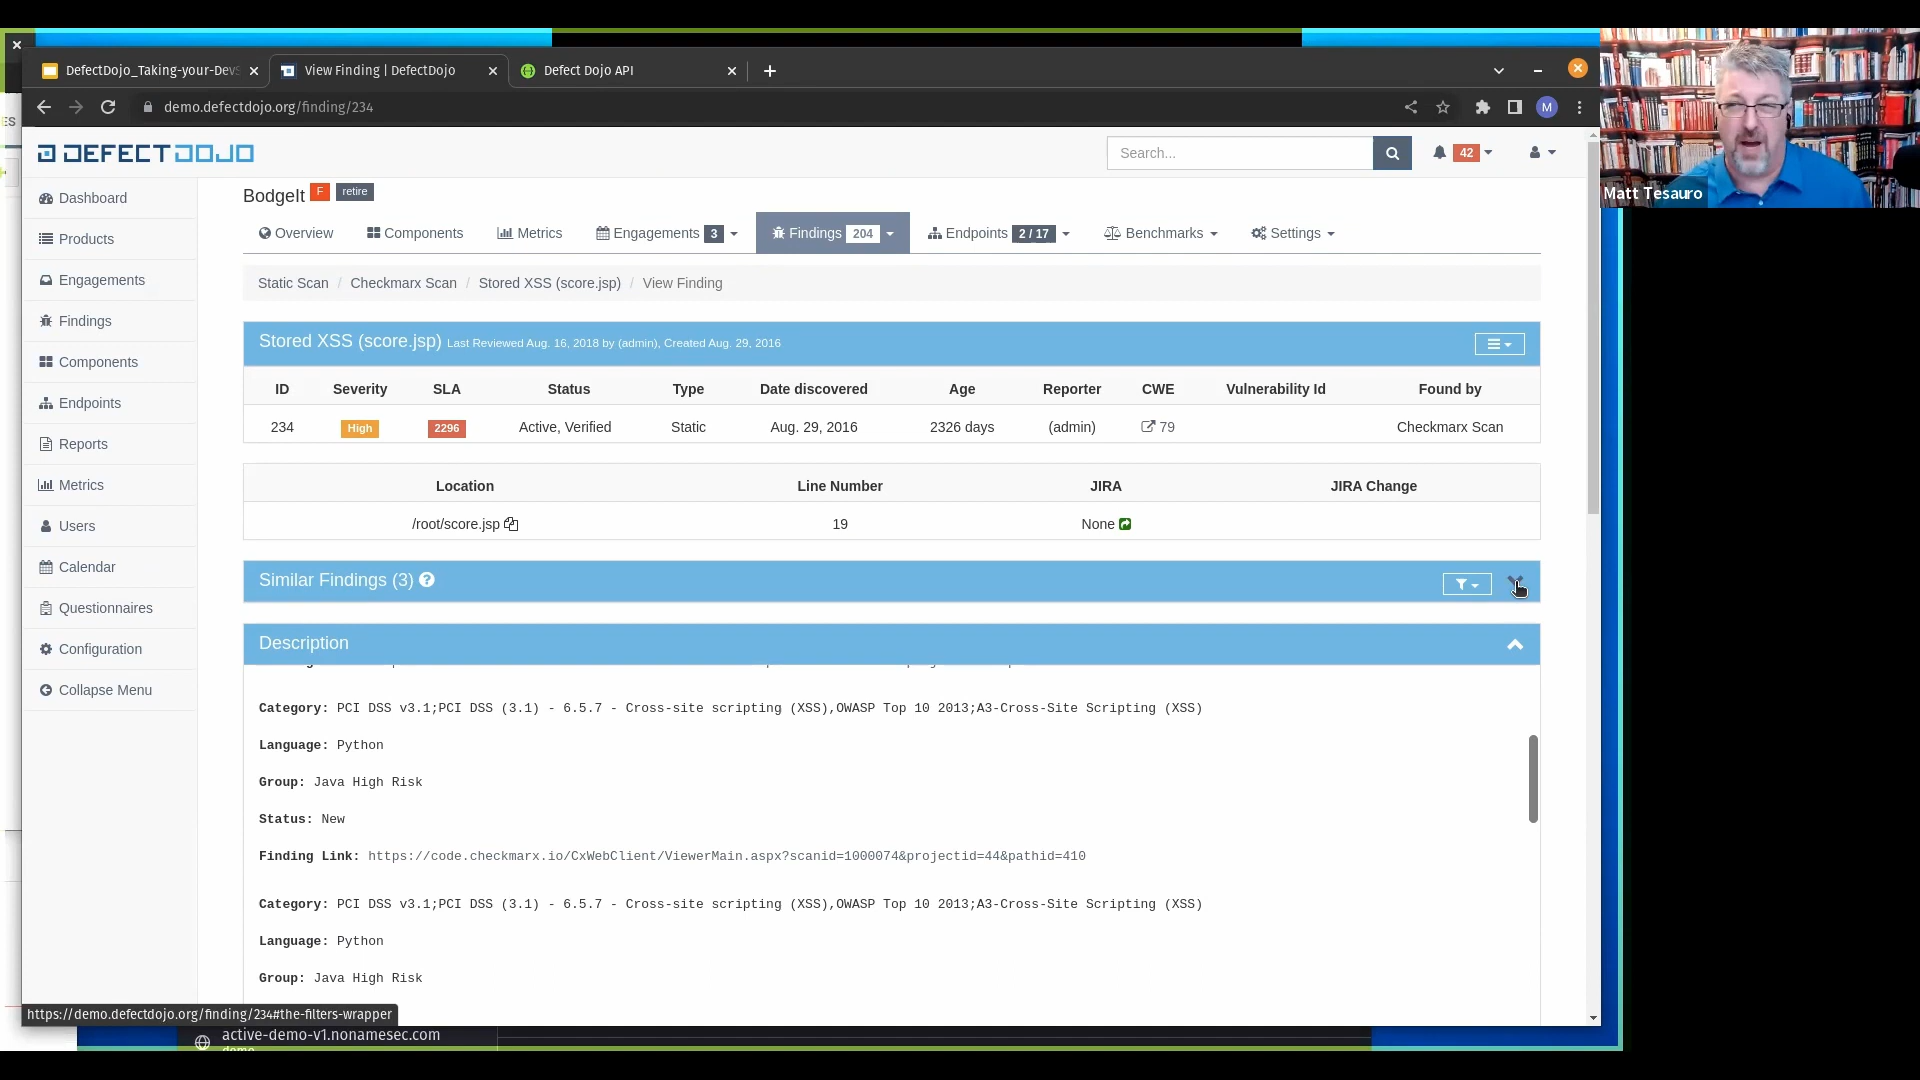 DefectDojo_Taking-your-DevS
View Finding | DefectDojo
Defect Dojo API
demo.defectdojo.org/finding/234
M
ES
DEFECTDOJO
Search...
42
Matt Tesauro
Dashboard
Products
Engagements
Findings
Components
Endpoints
Reports
Metrics
Users
Calendar
Questionnaires
Configuration
Collapse Menu
BodgeIt F retire
Overview Components Metrics Engagements 3 Findings 204 Endpoints 2 / 17 Benchmarks Settings
Static Scan / Checkmarx Scan / Stored XSS (score.jsp) / View Finding
Stored XSS (score.jsp) Last Reviewed Aug. 16, 2018 by (admin), Created Aug. 29, 2016
ID Severity SLA Status Type Date discovered Age Reporter CWE Vulnerability Id Found by
234 High 2296 Active, Verified Static Aug. 29, 2016 2326 days (admin) 79 Checkmarx Scan
Location Line Number JIRA JIRA Change
/root/score.jsp 19 None
Similar Findings (3)
Description
Category: PCI DSS v3.1;PCI DSS (3.1) - 6.5.7 - Cross-site scripting (XSS),OWASP Top 10 2013;A3-Cross-Site Scripting (XSS)
Language: Python
Group: Java High Risk
Status: New
Finding Link: https://code.checkmarx.io/CxWebClient/ViewerMain.aspx?scanid=1000074&projectid=44&pathid=410
Category: PCI DSS v3.1;PCI DSS (3.1) - 6.5.7 - Cross-site scripting (XSS),OWASP Top 10 2013;A3-Cross-Site Scripting (XSS)
Language: Python
Group: Java High Risk
https://demo.defectdojo.org/finding/234#the-filters-wrapper
active-demo-v1.nonamesec.com